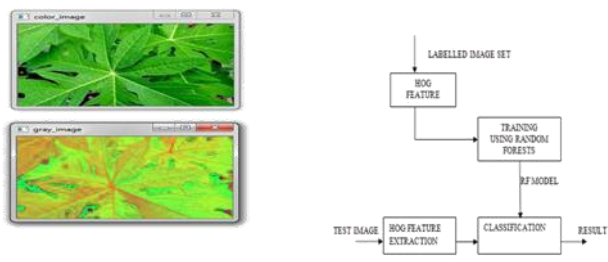 color_image
gray_image
LABELLED IMAGE SET
HOG
FEATURE
TRAINING
USING RANDOM
FORESTS
RF MODEL
TEST IMAGE
HOG FEATURE
EXTRACTION
CLASSIFICATION
RESULT